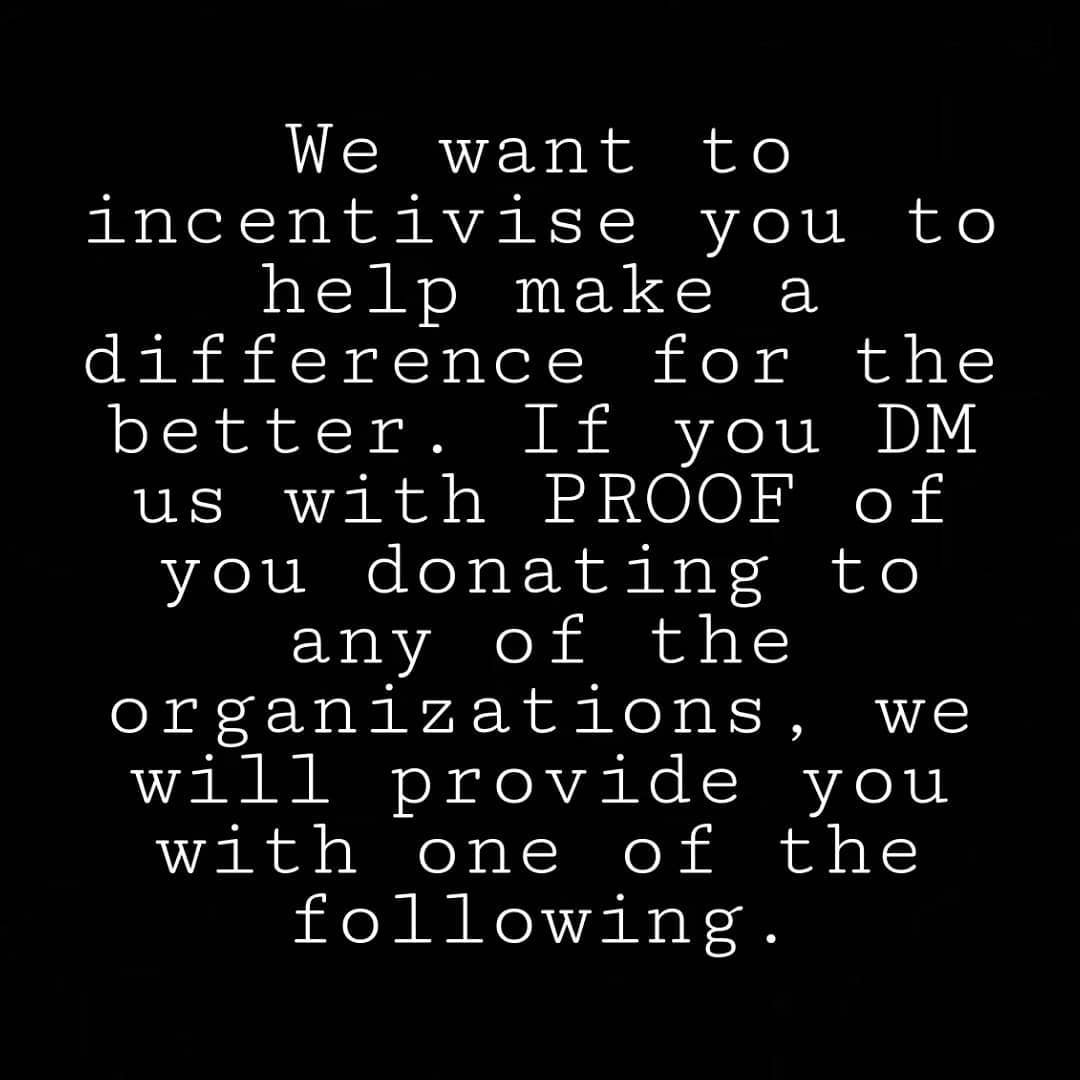 We want to
incentivise you to
help make a
difference for the
better. If you DM
us with PROOF of
you donating to
any of the
organizations, we
will provide you
with one of the
following.